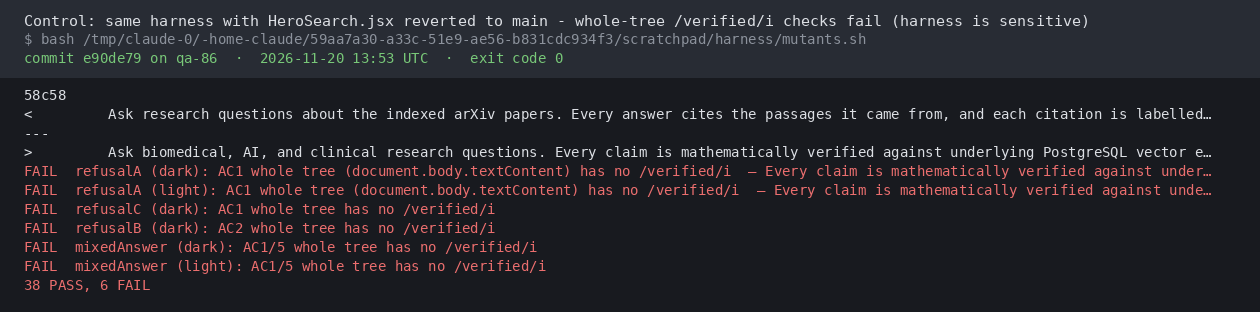 Control: same harness with HeroSearch.jsx reverted to main - whole-tree /verified/i checks fail (harness is sensitive)
$ bash /tmp/claude-0/-home-claude/59aa7a30-a33c-51e9-ae56-b831cdc934f3/scratchpad/harness/mutants.sh
commit e90de79 on qa-86  ·  2026-11-20 13:53 UTC  ·  exit code 0
58c58
<         Ask research questions about the indexed arXiv papers. Every answer cites the passages it came from, and each citation is labelled…
---
>         Ask biomedical, AI, and clinical research questions. Every claim is mathematically verified against underlying PostgreSQL vector e…
FAIL  refusalA (dark): AC1 whole tree (document.body.textContent) has no /verified/i  — Every claim is mathematically verified against under…
FAIL  refusalA (light): AC1 whole tree (document.body.textContent) has no /verified/i  — Every claim is mathematically verified against unde…
FAIL  refusalC (dark): AC1 whole tree has no /verified/i
FAIL  refusalB (dark): AC2 whole tree has no /verified/i
FAIL  mixedAnswer (dark): AC1/5 whole tree has no /verified/i
FAIL  mixedAnswer (light): AC1/5 whole tree has no /verified/i
38 PASS, 6 FAIL